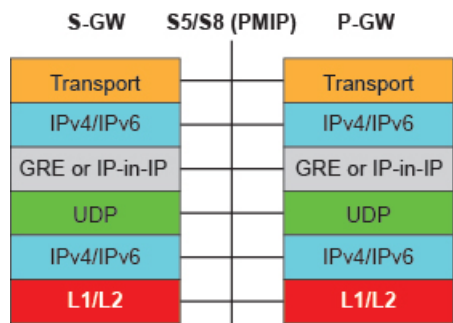 S-GW S5/S8 (PMIP) P-GW
Transport Transport
IPv4/IPv6 IPv4/IPv6
GRE or IP-in-IP GRE or IP-in-IP
UDP UDP
IPv4/IPv6 IPv4/IPv6
L1/L2 L1/L2